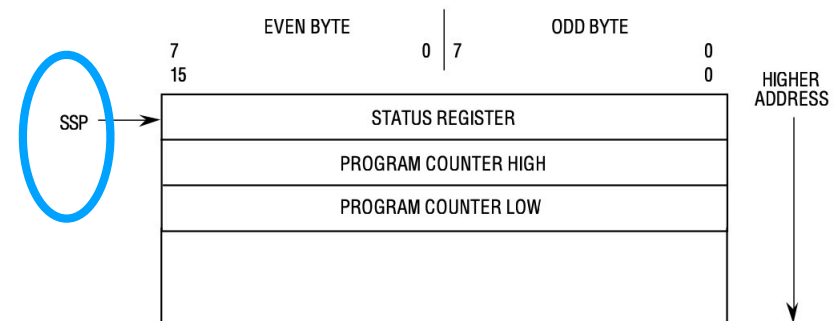 EVEN BYTE ODD BYTE
7 0 7 0
15 0
HIGHER
ADDRESS
SSP STATUS REGISTER
PROGRAM COUNTER HIGH
PROGRAM COUNTER LOW